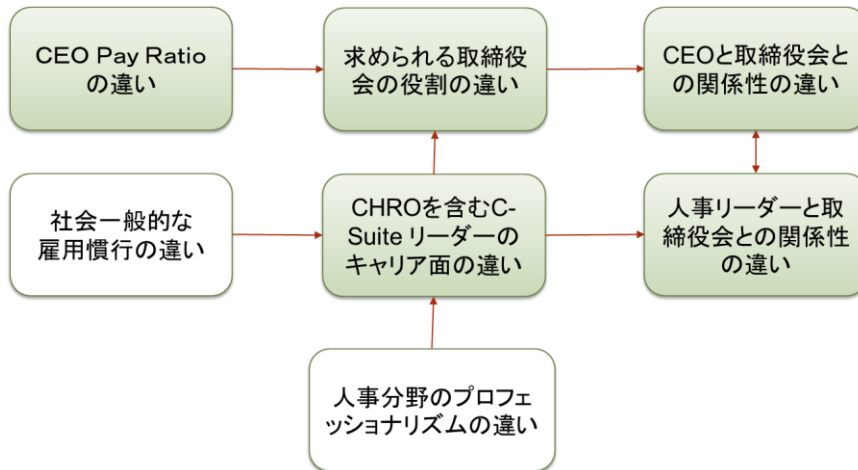 CEO Pay Ratio
の違い
求められる取締役
会の役割の違い
CEOと取締役会と
の関係性の違い
社会一般的な
雇用慣行の違い
CHROを含むC-
Suite リーダーの
キャリア面の違い
人事リーダーと取
締役会との関係性
の違い
人事分野のプロフェ
ッショナリズムの違い